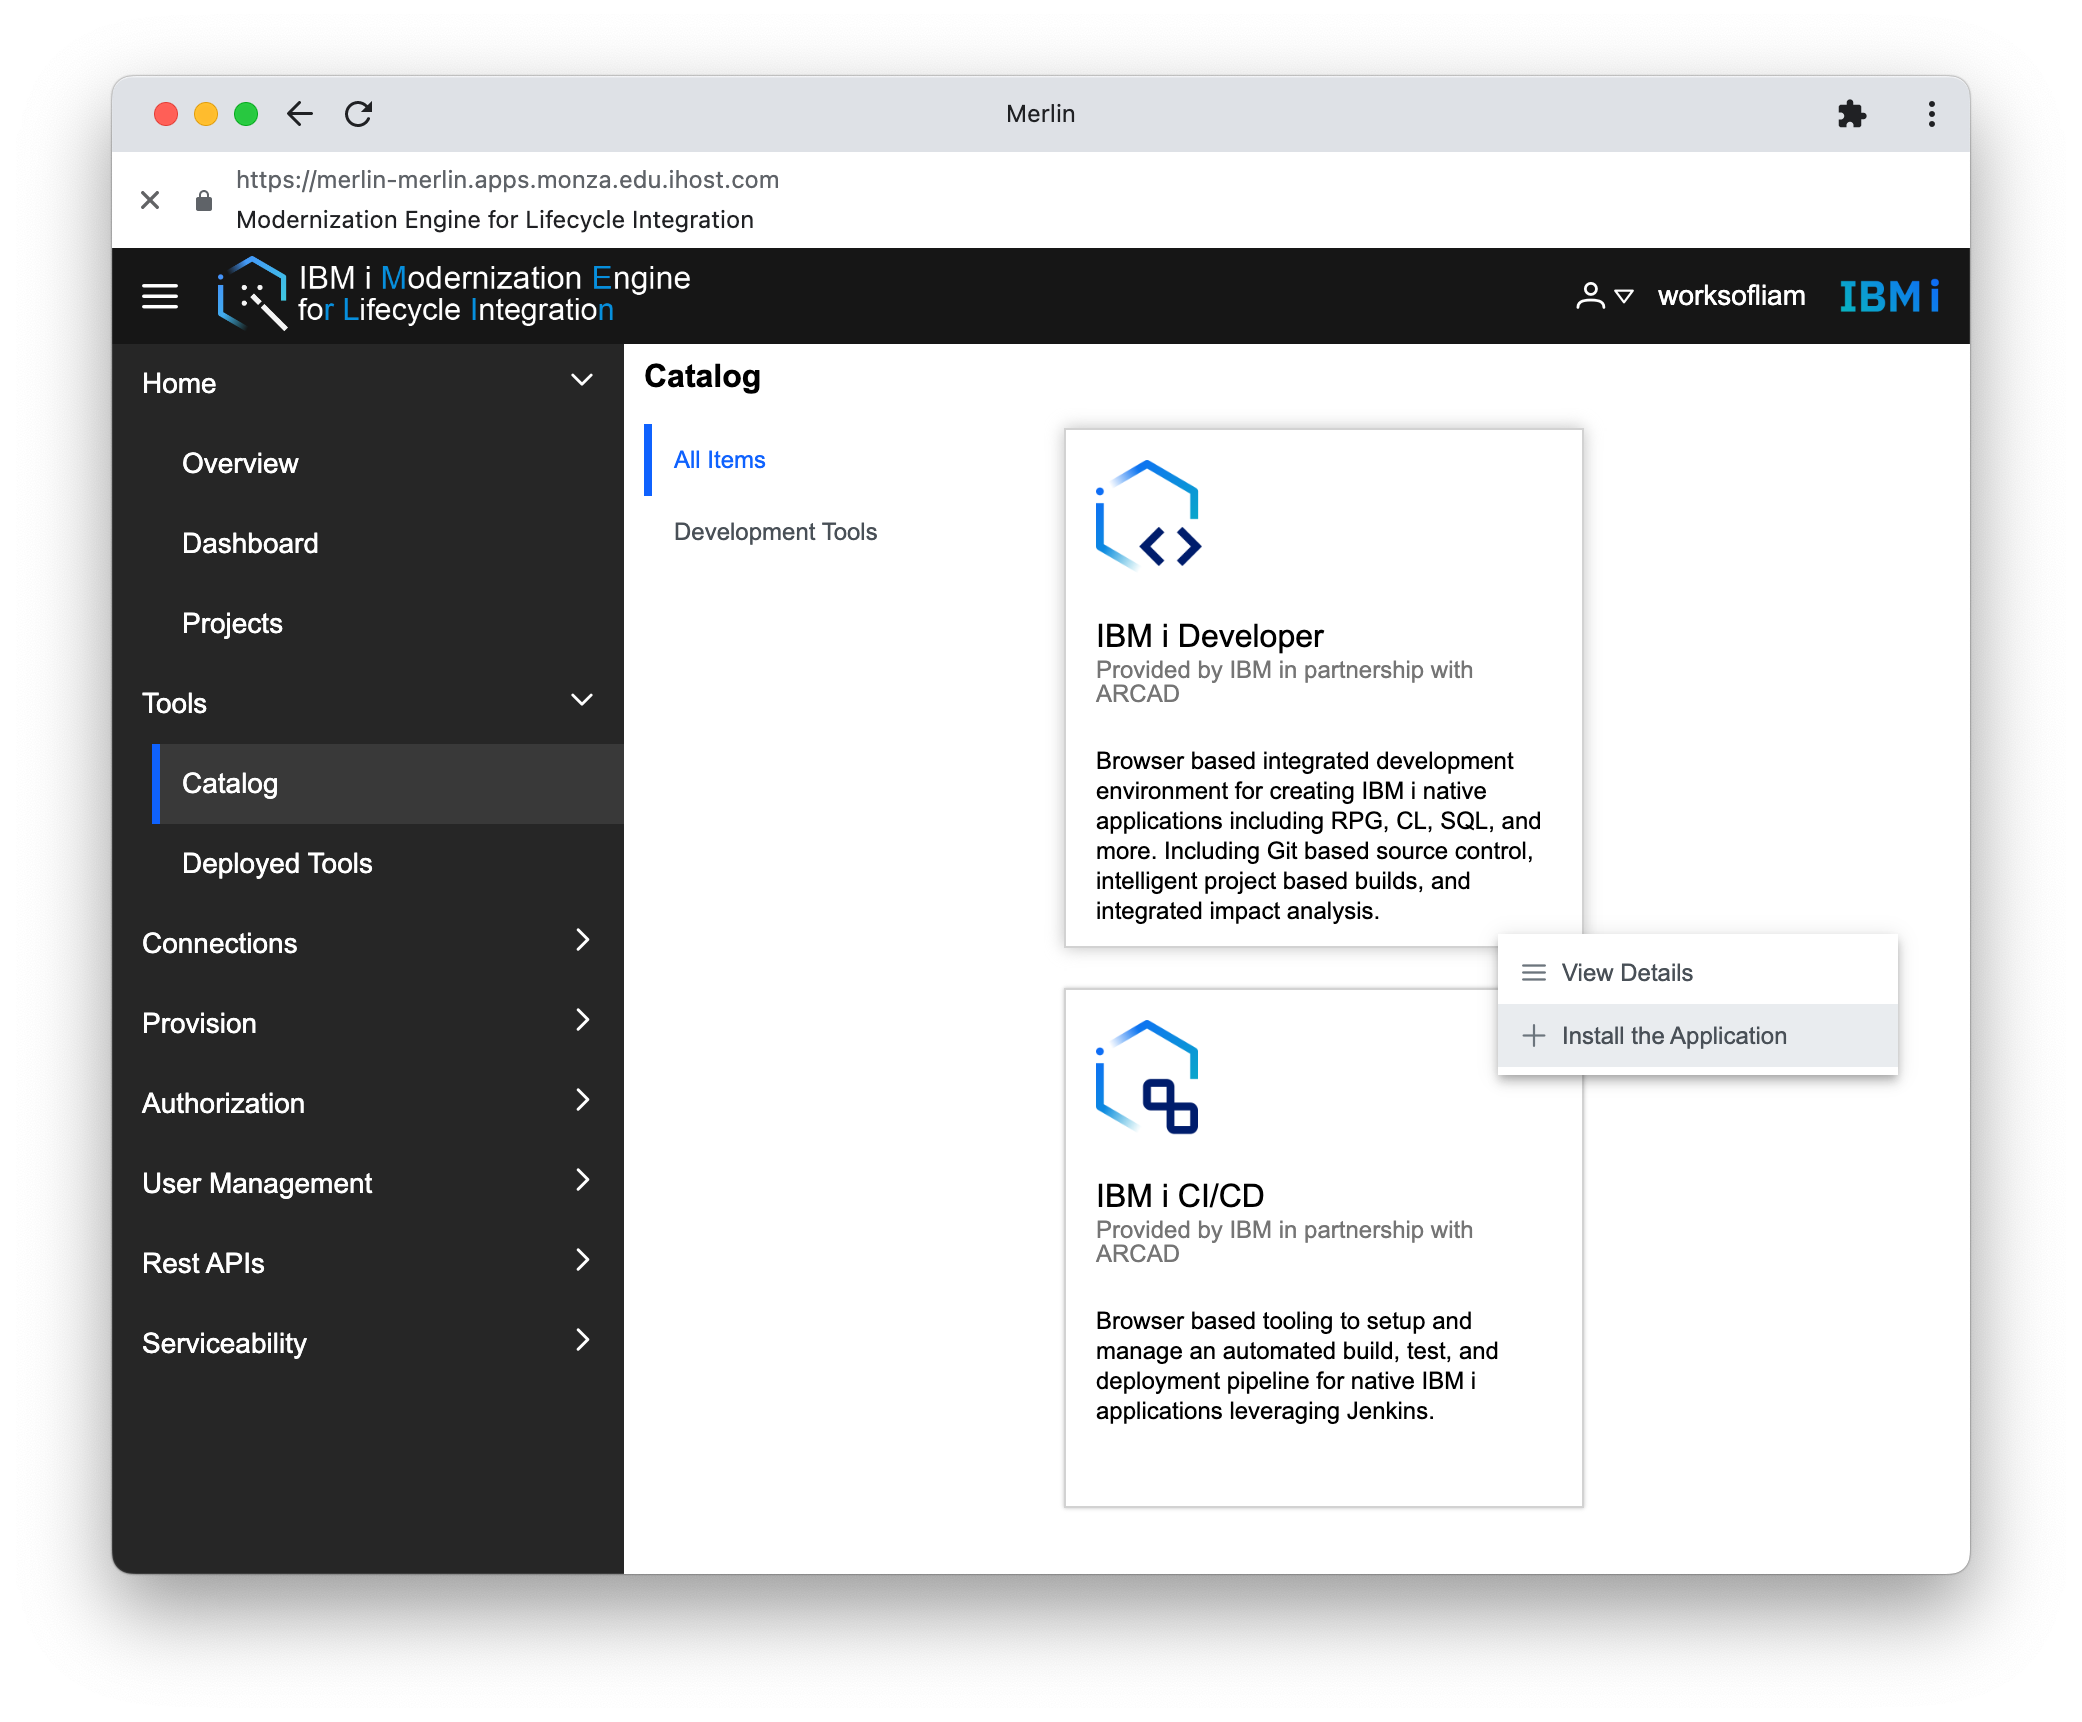 Merlin
https://merlin-merlin.apps.monza.edu.ihost.com
Modernization Engine for Lifecycle Integration
IBM i Modernization Engine
for Lifecycle Integration
worksofliam
IBM i
Home
Overview
Dashboard
Projects
Tools
Catalog
Deployed Tools
Connections
Provision
Authorization
User Management
Rest APIs
Serviceability
Catalog
All Items
Development Tools
IBM i Developer
Provided by IBM in partnership with
ARCAD
Browser based integrated development
environment for creating IBM i native
applications including RPG, CL, SQL, and
more. Including Git based source control,
intelligent project based builds, and
integrated impact analysis.
View Details
Install the Application
IBM i CI/CD
Provided by IBM in partnership with
ARCAD
Browser based tooling to setup and
manage an automated build, test, and
deployment pipeline for native IBM i
applications leveraging Jenkins.